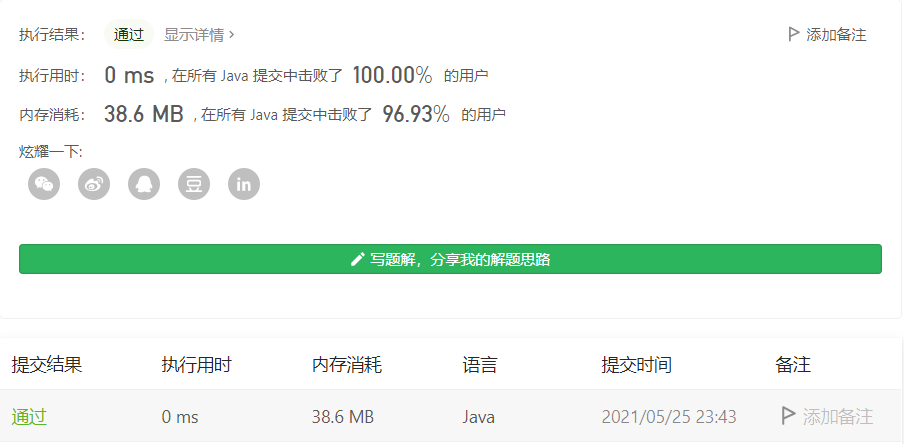 执行结果： 通过 显示详情 › 添加备注
执行用时： 0 ms , 在所有 Java 提交中击败了 100.00% 的用户
内存消耗： 38.6 MB , 在所有 Java 提交中击败了 96.93% 的用户
炫耀一下:
豆 in
写题解，分享我的解题思路
提交结果 执行用时 内存消耗 语言 提交时间 备注
通过 0 ms 38.6 MB Java 2021/05/25 23:43 添加备注